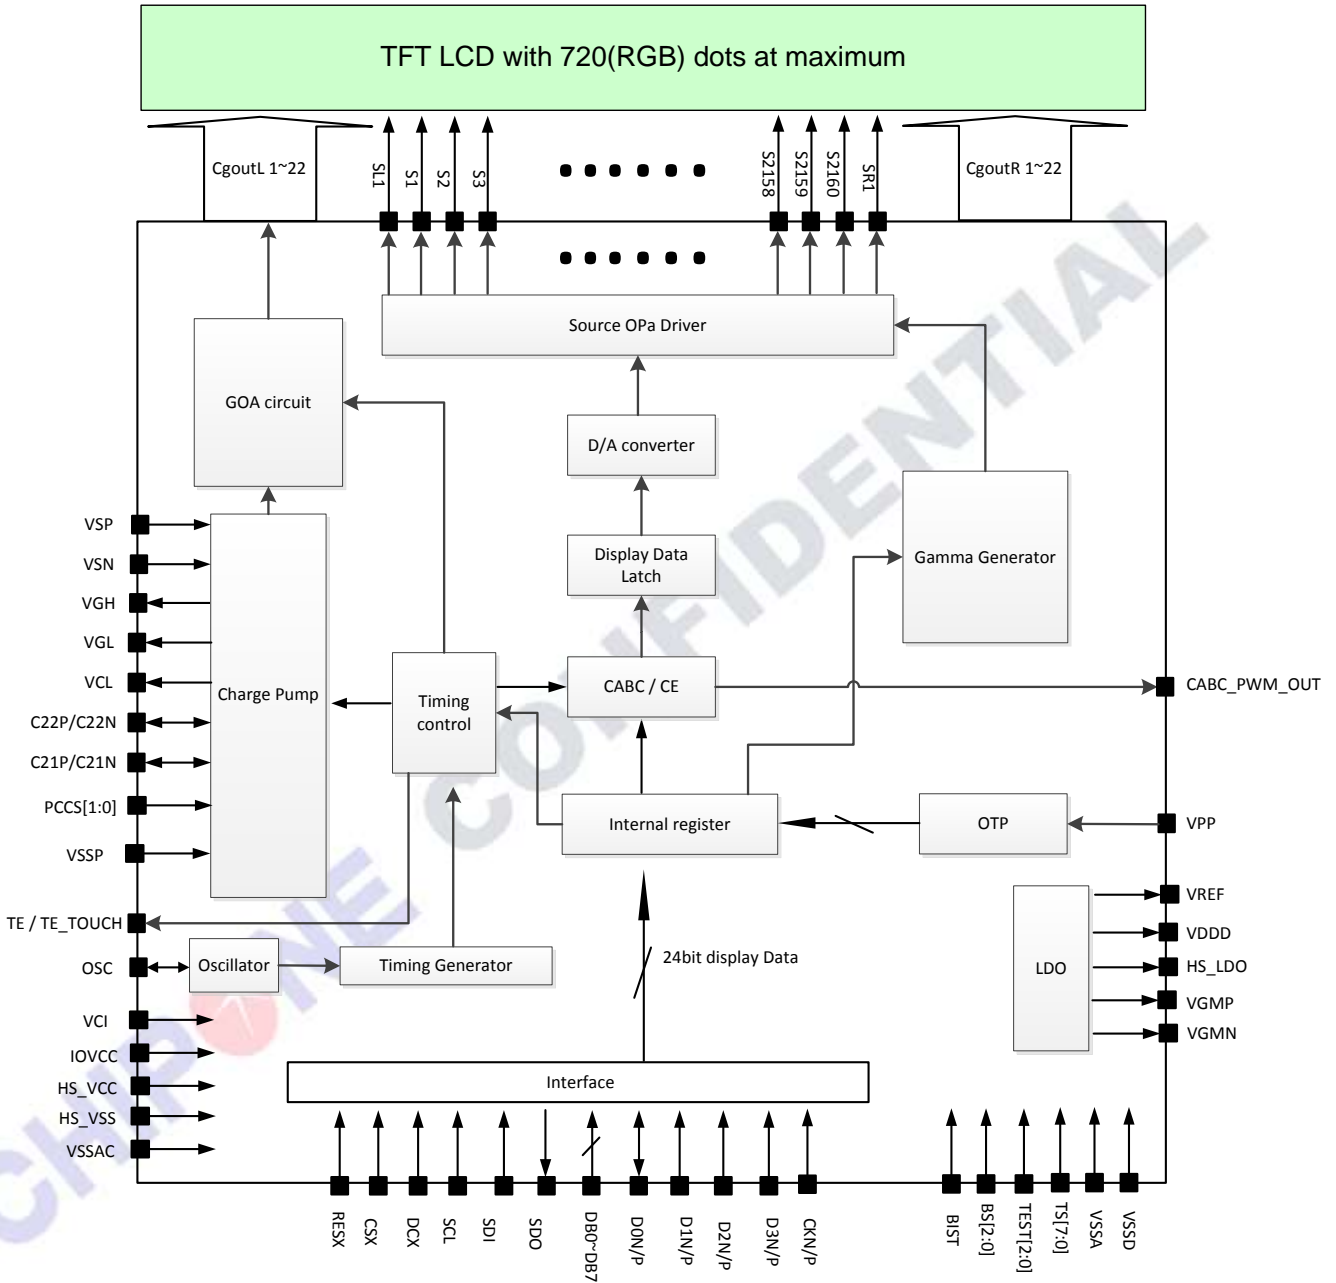 TFT LCD with 720(RGB) dots at maximum
CgoutL 1~22
SL1
S1
S2
S3
S2158
S2159
S2160
SR1
CgoutR 1~22
Source OPa Driver
GOA circuit
D/A converter
Display Data
Latch
Gamma Generator
VSP
VSN
VGH
VGL
VCL
C22P/C22N
C21P/C21N
PCCS[1:0]
VSSP
Charge Pump
Timing
control
CABC / CE
CABC_PWM_OUT
Internal register
OTP
VPP
TE / TE_TOUCH
OSC
Oscillator
Timing Generator
24bit display Data
LDO
VREF
VDDD
HS_LDO
VGMP
VGMN
VCI
IOVCC
HS_VCC
HS_VSS
VSSAC
Interface
RESX
CSX
DCX
SCL
SDI
SDO
DB0~DB7
D0N/P
D1N/P
D2N/P
D3N/P
CKN/P
BIST
BS[2:0]
TEST[2:0]
TS[7:0]
VSSA
VSSD
CHIPONE CONFIDENTIAL